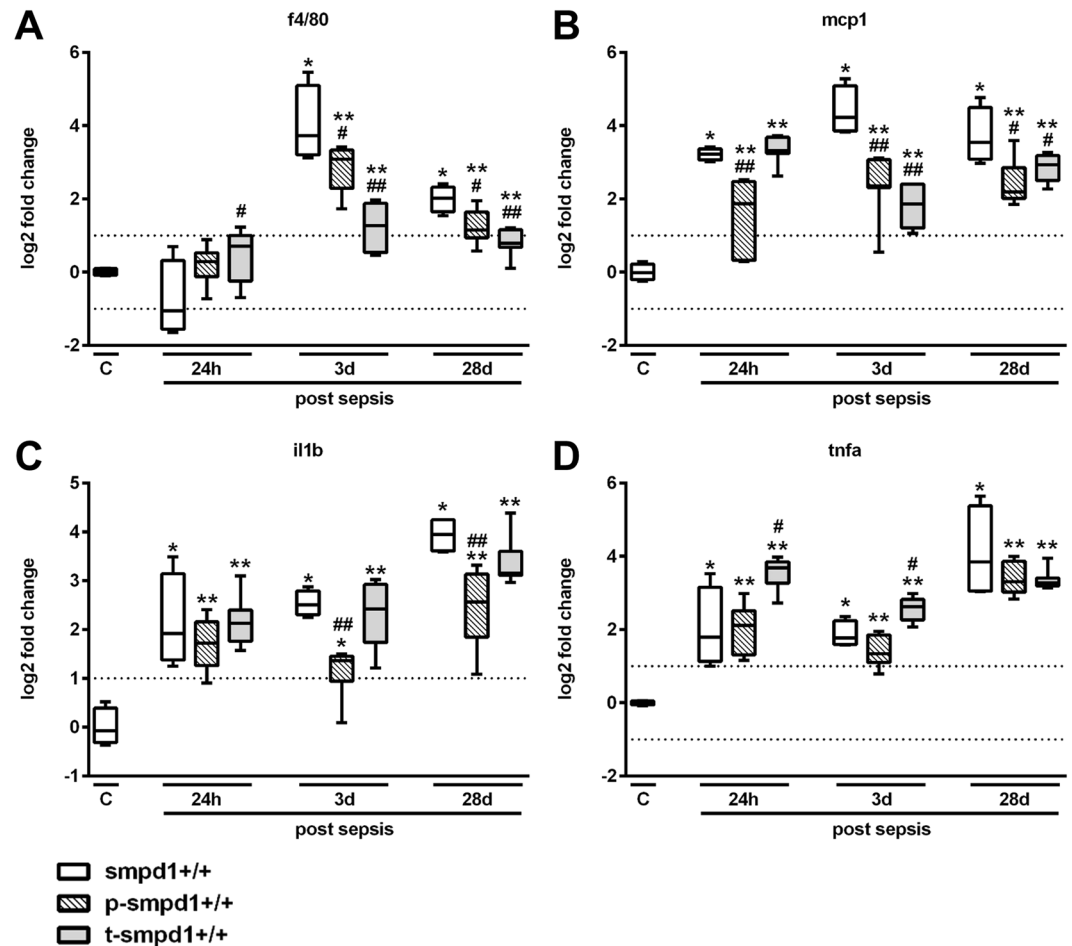 A
f4/80
log2 fold change
6
4
2
0
-2
*
*
**
#
**
##
#
*
**
#
**
##
C
24h
3d
28d
post sepsis
B
mcp1
log2 fold change
6
4
2
0
-2
*
**
##
**
*
**
##
**
##
*
**
#
**
#
C
24h
3d
28d
post sepsis
C
il1b
log2 fold change
5
4
3
2
1
0
-1
*
**
**
*
##
*
**
*
##
**
**
C
24h
3d
28d
post sepsis
D
tnfa
log2 fold change
6
4
2
0
-2
*
**
#
**
*
**
#
**
*
**
**
C
24h
3d
28d
post sepsis
smpd1+/+
p-smpd1+/+
t-smpd1+/+